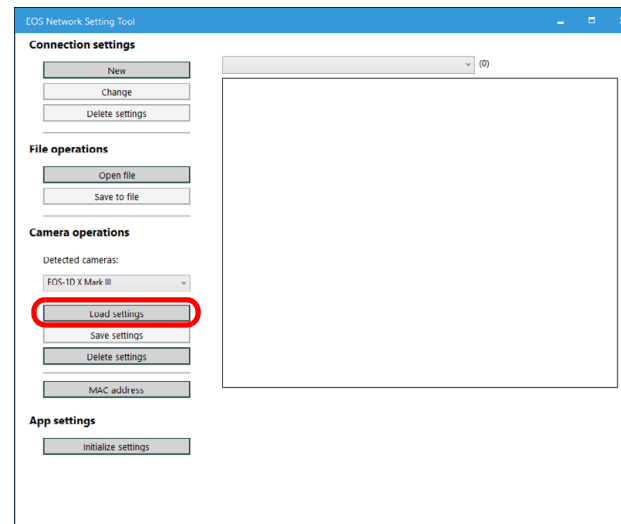 EOS Network Setting Tool
Connection settings
New
Change
Delete settings
(0)
File operations
Open file
Save to file
Camera operations
Detected cameras:
EOS-1D X Mark III
Load settings
Save settings
Delete settings
MAC address
App settings
Initialize settings